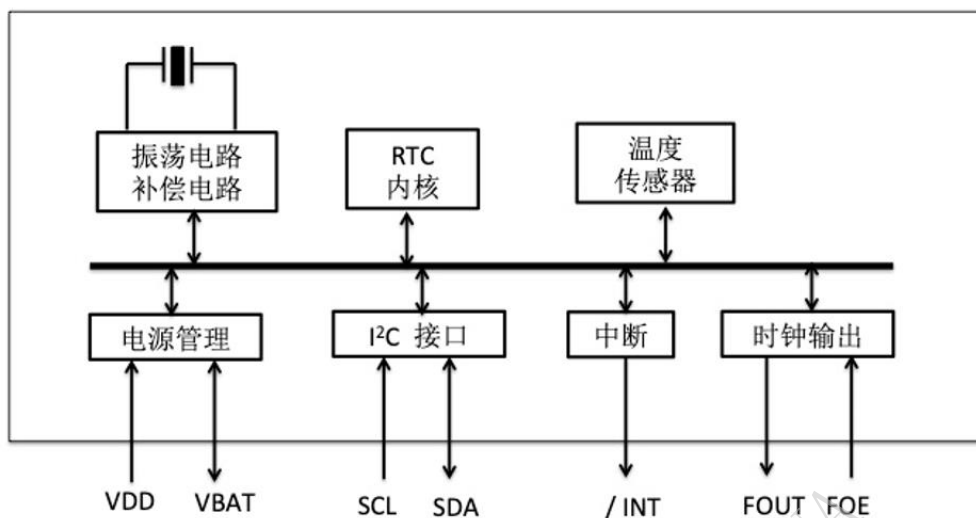 振荡电路
补偿电路
RTC
内核
温度
传感器
电源管理
I²C 接口
中断
时钟输出
VDD
VBAT
SCL
SDA
/ INT
FOUT
FOE